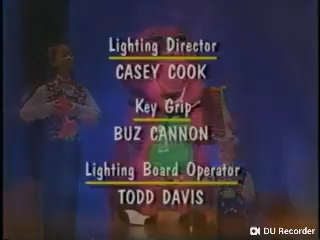 Lighting Director
CASEY COOK
Key Grip
BUZ CANNON
Lighting Board Operator
TODD DAVIS
DU Recorder